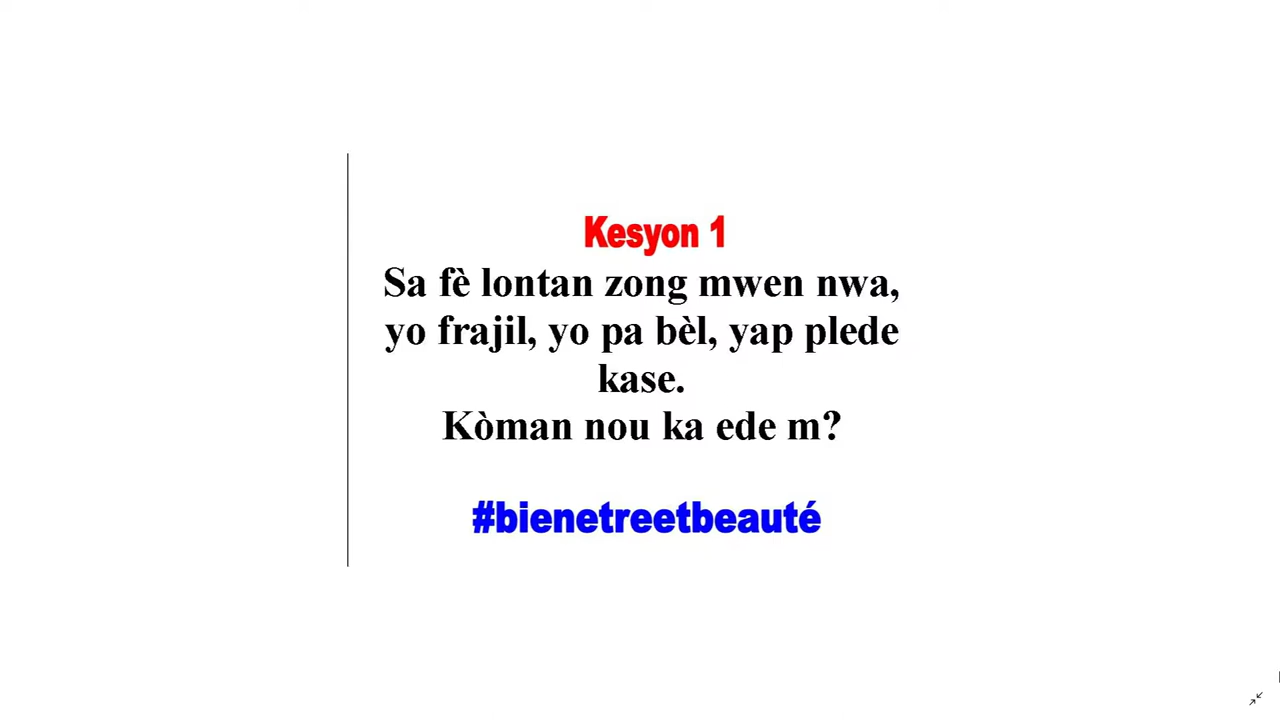 Kesyon 1
Sa fè lontan zong mwen nwa,
yo frajil, yo pa bèl, yap plede
kase.
Kòman nou ka ede m?
#bienetreetbeauté